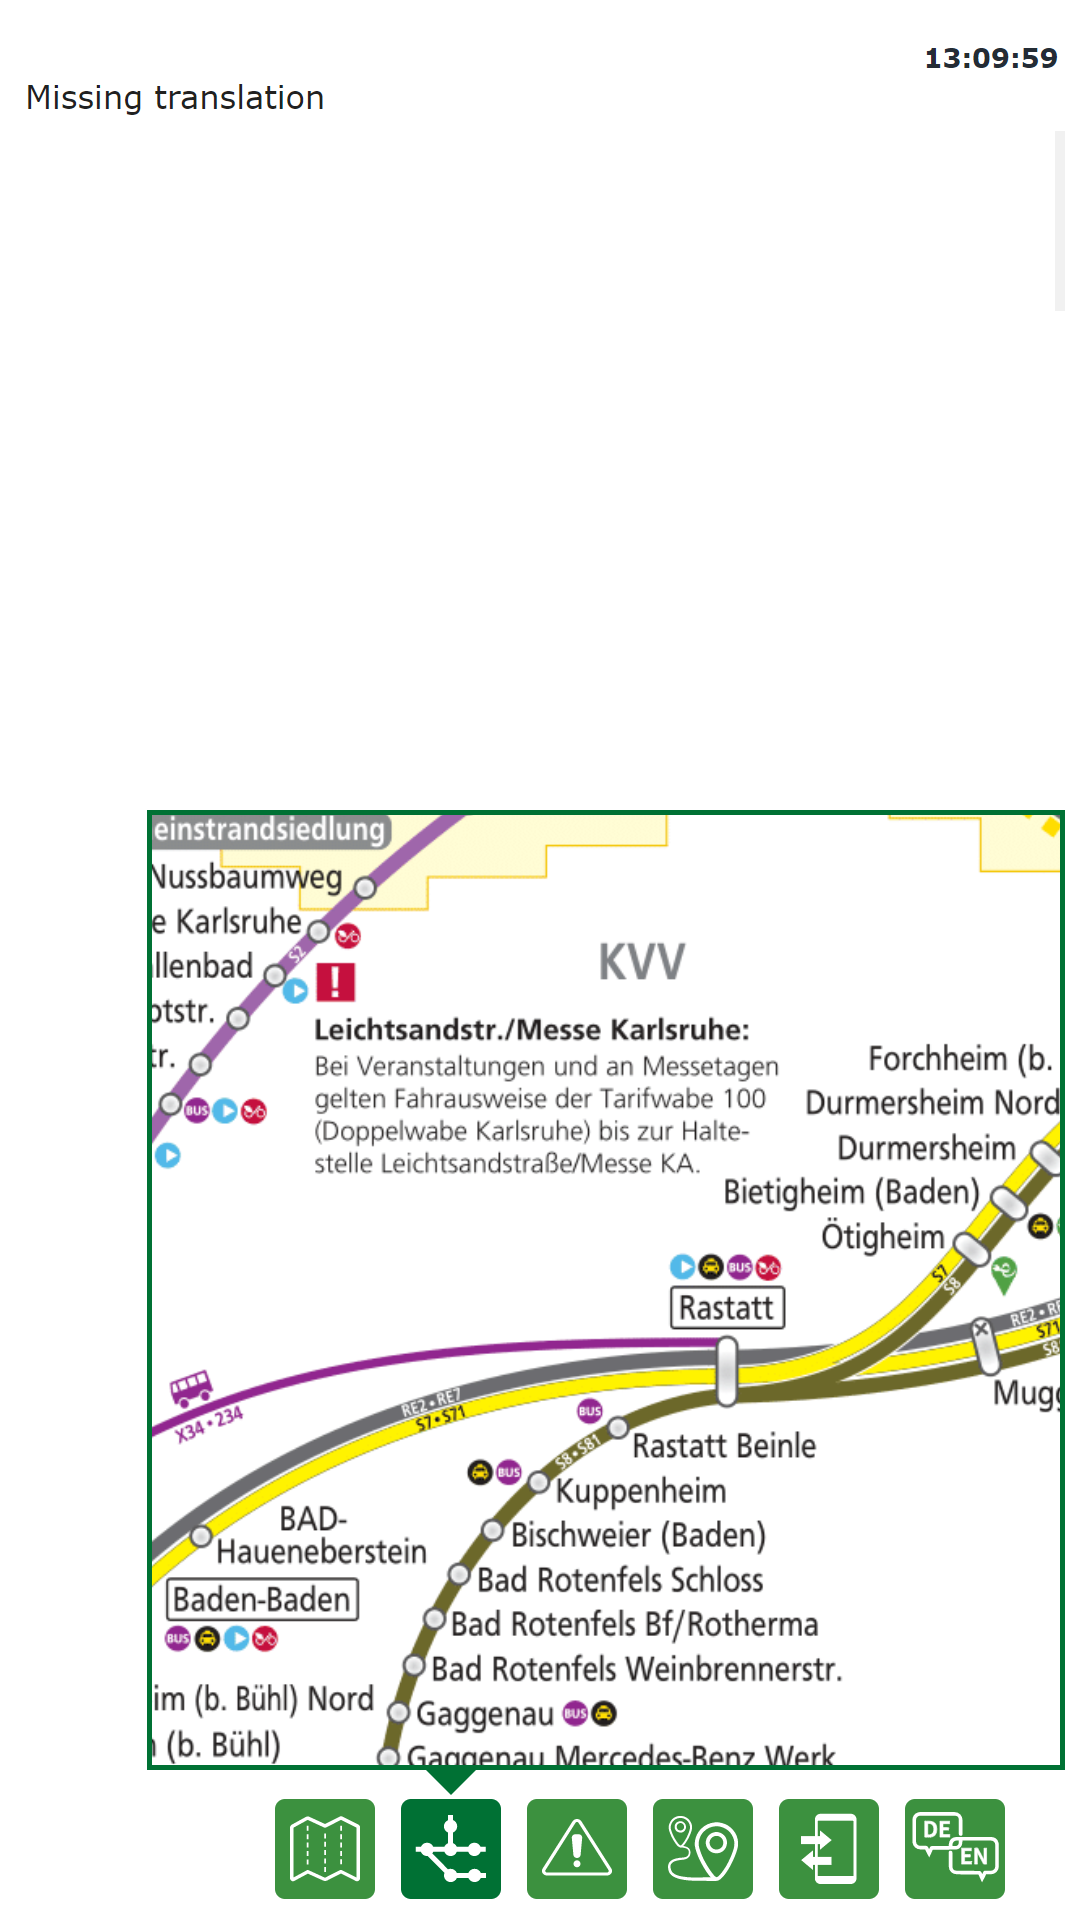 13:09:59
Missing translation
einstrandsiedlung
Nussbaumweg
e Karlsruhe
llenbad
otstr.
tr.
S2
BUS
!
KVV
Leichtsandstr./Messe Karlsruhe:
Bei Veranstaltungen und an Messetagen
gelten Fahrausweise der Tarifwabe 100
(Doppelwabe Karlsruhe) bis zur Halte-
stelle Leichtsandstraße/Messe KA.
Forchheim (b.
Durmersheim Nord
Durmersheim
Bietigheim (Baden)
Ötigheim
S7
S8
BUS
Rastatt
RE2 • RE
S71
S8
Mugg
X34 • 234
RE2 • RE7
S7 • S71
BUS
S8 • S81
Rastatt Beinle
BUS
Kuppenheim
Bischweier (Baden)
Bad Rotenfels Schloss
Bad Rotenfels Bf/Rotherma
Bad Rotenfels Weinbrennerstr.
Gaggenau BUS
Gaggenau Mercedes-Benz Werk
BAD-
Haueneberstein
Baden-Baden
BUS
im (b. Bühl) Nord
(b. Bühl)
DE
EN